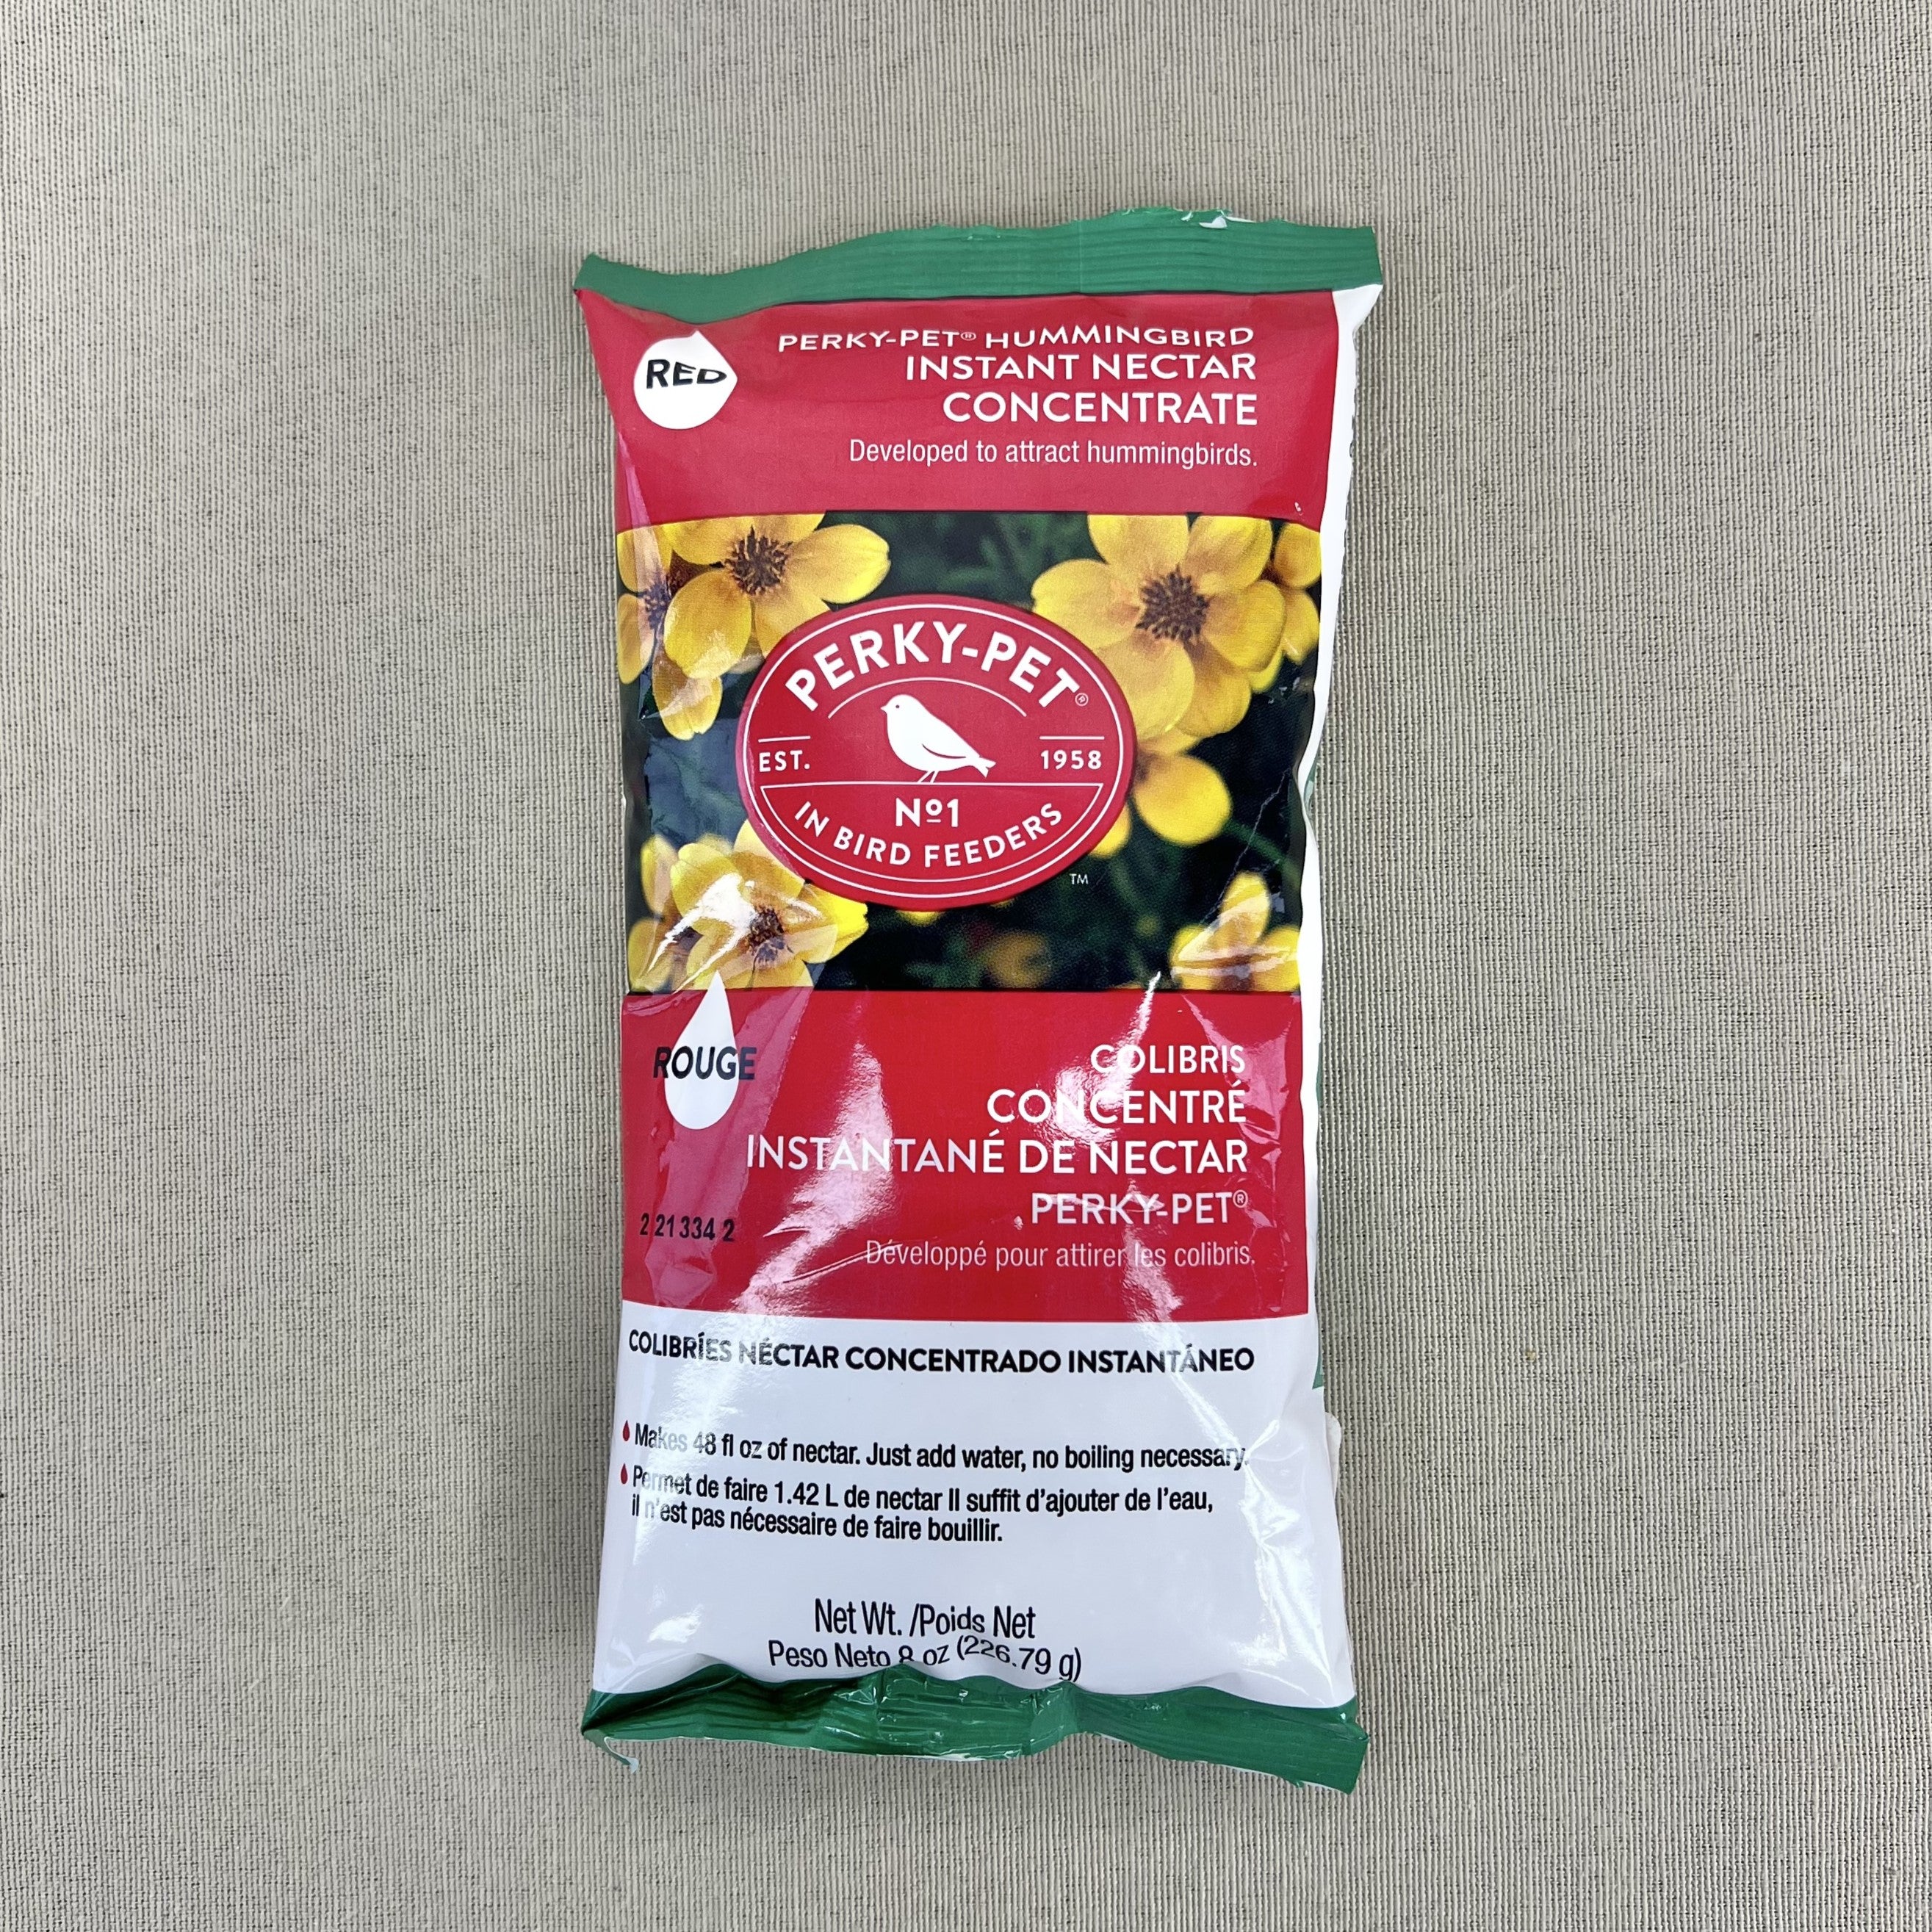 RED
PERKY-PET® HUMMINGBIRD
INSTANT NECTAR
CONCENTRATE
Developed to attract hummingbirds.
PERKY-PET®
EST. 1958
Nº1
IN BIRD FEEDERS
TM
ROUGE
COLIBRIS
CONCENTRÉ
INSTANTANÉ DE NECTAR
PERKY-PET®
2 21 334 2
Développé pour attirer les colibris.
COLIBRÍES NÉCTAR CONCENTRADO INSTANTÁNEO
Makes 48 fl oz of nectar. Just add water, no boiling necessary.
Permet de faire 1.42 L de nectar Il suffit d'ajouter de l'eau,
il n'est pas nécessaire de faire bouillir.
Net Wt. /Poids Net
Peso Neto 8 oz (226.79 g)